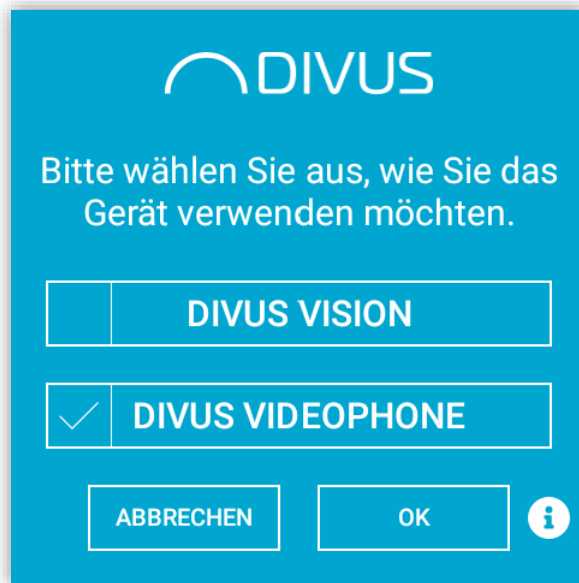 DIVUS
Bitte wählen Sie aus, wie Sie das
Gerät verwenden möchten.
DIVUS VISION
DIVUS VIDEOPHONE
ABBRECHEN
OK
i